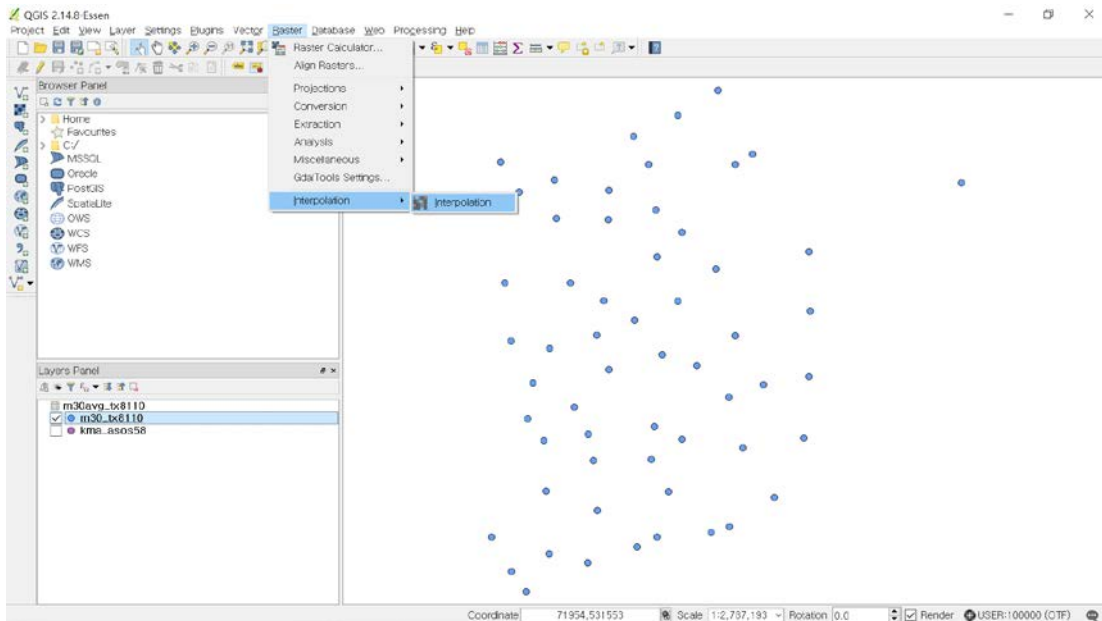 QGIS 2.14.8-Essen
Project Edit View Layer Settings Plugins Vector Raster Database Web Processing Help
Raster Calculator...
Align Rasters...
Projections
Conversion
Extraction
Analysis
Miscellaneous
GdalTools Settings...
Interpolation
Interpolation
Browser Panel
Home
Favourites
C:/
MSSQL
Oracle
PostGIS
SpatiaLite
OWS
WCS
WFS
WMS
Layers Panel
m30avg_tx8110
m30_tx8110
kma_asos58
Coordinate 71954,531553 Scale 1:2,787,193 Rotation 0.0 Render USER:100000 (OTF)